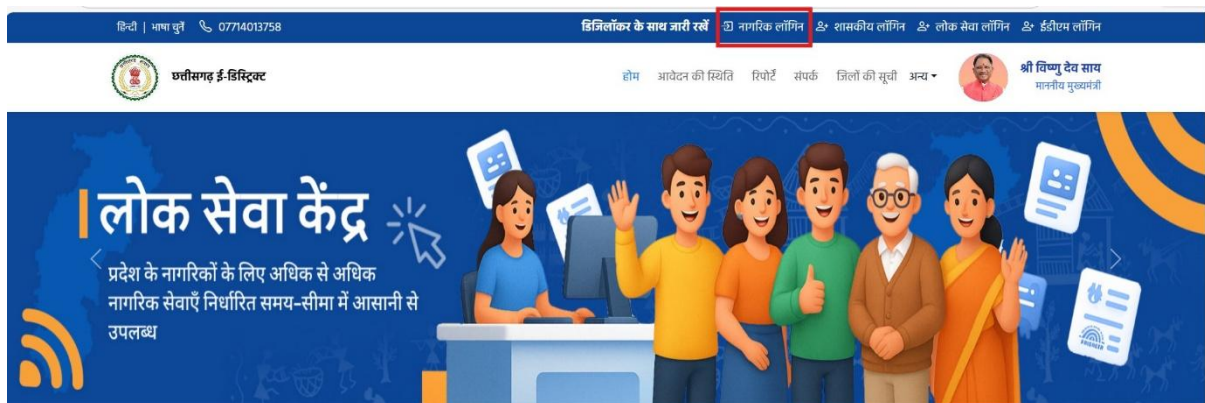 हिन्दी | भाषा चुनें 07714013758 डिजिलॉकर के साथ जारी रखें नागरिक लॉगिन शासकीय लॉगिन लोक सेवा लॉगिन ईडीएम लॉगिन
छत्तीसगढ़ ई-डिस्ट्रिक्ट होम आवेदन की स्थिति रिपोर्टें संपर्क जिलों की सूची अन्य
श्री विष्णु देव साय
माननीय मुख्यमंत्री
लोक सेवा केंद्र
प्रदेश के नागरिकों के लिए अधिक से अधिक
नागरिक सेवाएँ निर्धारित समय-सीमा में आसानी से
उपलब्ध